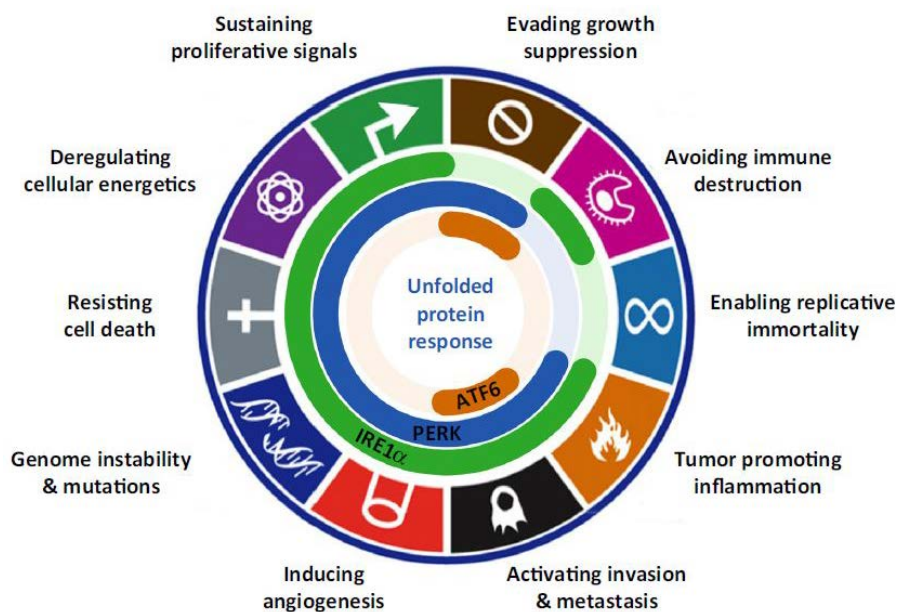 Sustaining
proliferative signals
Evading growth
suppression
Deregulating
cellular energetics
Avoiding immune
destruction
Resisting
cell death
Unfolded
protein
response
Enabling replicative
immortality
ATF6
PERK
IRE1α
Genome instability
& mutations
Tumor promoting
inflammation
Inducing
angiogenesis
Activating invasion
& metastasis